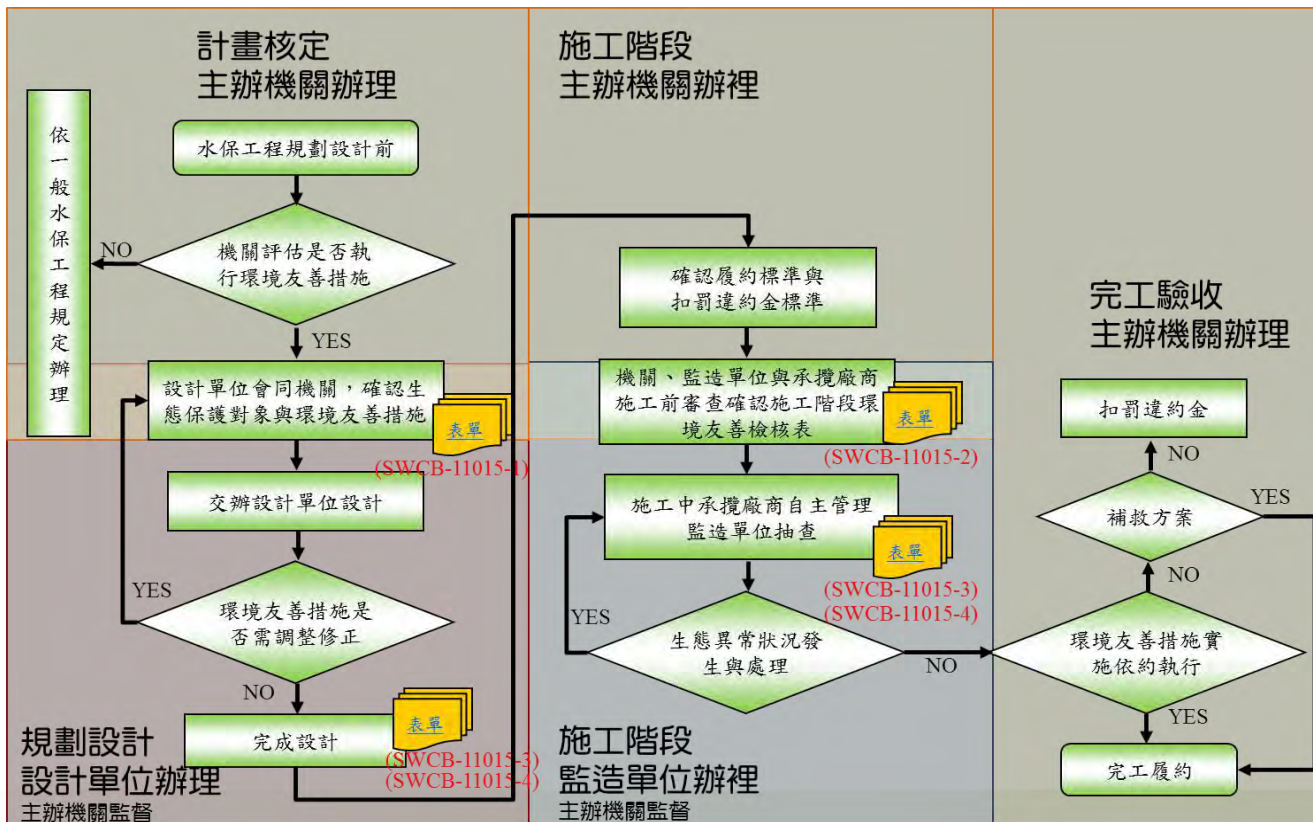 計畫核定
主辦機關辦理
依一般水保工程規定辦理
水保工程規劃設計前
機關評估是否執
行環境友善措施
NO
YES
設計單位會同機關，確認生
態保護對象與環境友善措施
表單
(SWCB-11015-1)
交辦設計單位設計
環境友善措施是
否需調整修正
YES
NO
完成設計
表單
(SWCB-11015-3)
(SWCB-11015-4)
規劃設計
設計單位辦理
主辦機關監督
施工階段
主辦機關辦裡
確認履約標準與
扣罰違約金標準
機關、監造單位與承攬廠商
施工前審查確認施工階段環
境友善檢核表
表單
(SWCB-11015-2)
施工中承攬廠商自主管理
監造單位抽查
表單
(SWCB-11015-3)
(SWCB-11015-4)
YES
生態異常狀況發
生與處理
NO
施工階段
監造單位辦裡
主辦機關監督
完工驗收
主辦機關辦理
扣罰違約金
NO
YES
補救方案
NO
環境友善措施實
施依約執行
YES
完工履約